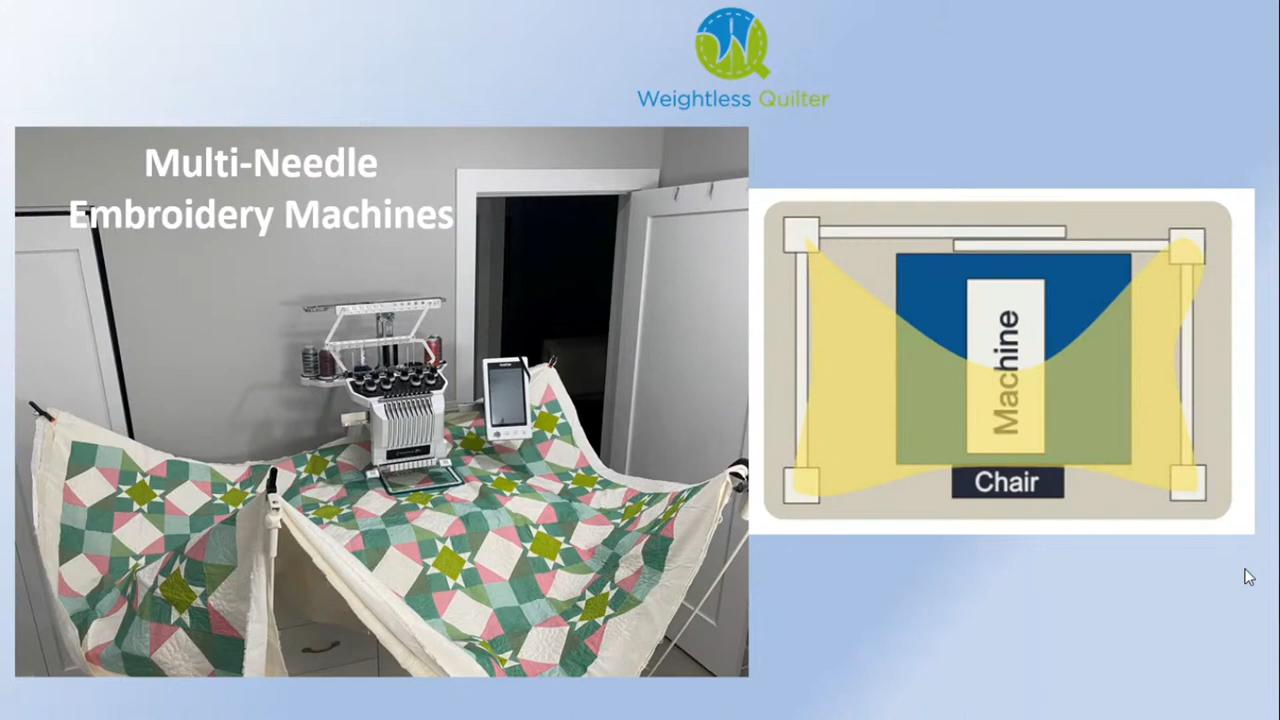 Weightless Quilter
Multi-Needle
Embroidery Machines
Machine
Chair